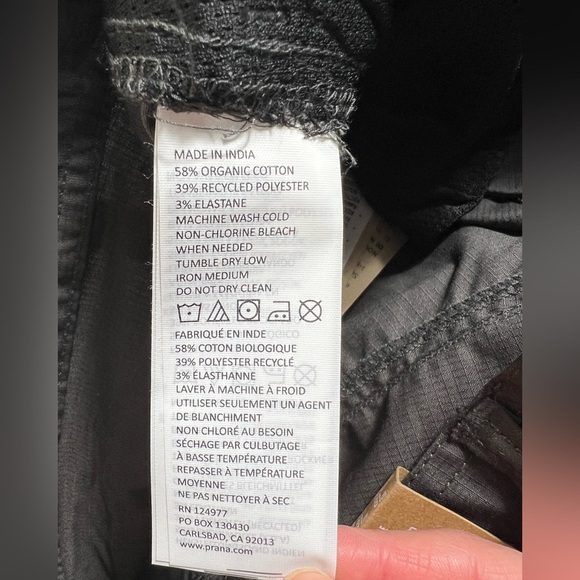 MADE IN INDIA
58% ORGANIC COTTON
39% RECYCLED POLYESTER
3% ELASTANE
MACHINE WASH COLD
NON-CHLORINE BLEACH
WHEN NEEDED
TUMBLE DRY LOW
IRON MEDIUM
DO NOT DRY CLEAN
FABRIQUÉ EN INDE
58% COTON BIOLOGIQUE
39% POLYESTER RECYCLÉ
3% ÉLASTHANNE
LAVER À MACHINE À FROID
UTILISER SEULEMENT UN AGENT
DE BLANCHIMENT
NON CHLORÉ AU BESOIN
SÉCHAGE PAR CULBUTAGE
À BASSE TEMPÉRATURE
REPASSER À TEMPÉRATURE
MOYENNE
NE PAS NETTOYER À SEC
RN 124977
PO BOX 130430
CARLSBAD, CA 92013
www.prana.com